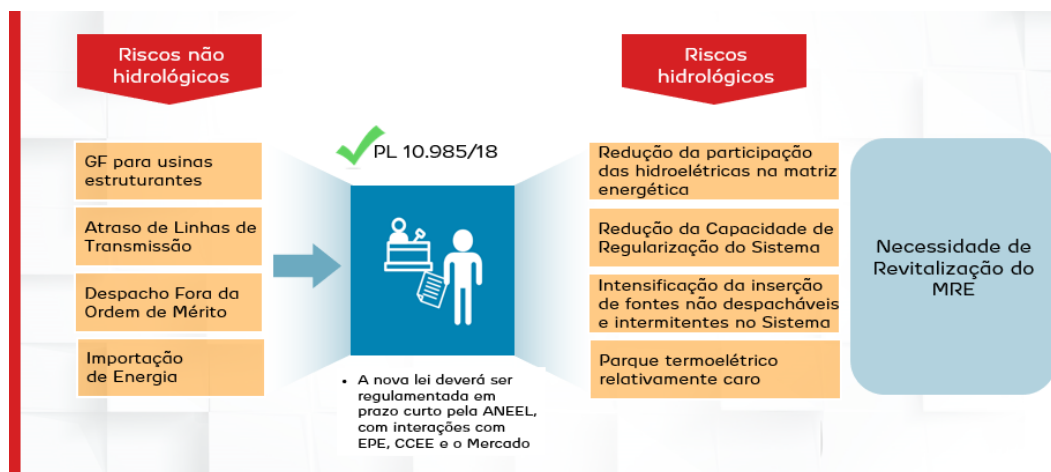 Riscos não
hidrológicos
GF para usinas
estruturantes
Atraso de Linhas de
Transmissão
Despacho Fora da
Ordem de Mérito
Importação
de Energia
PL 10.985/18
• A nova lei deverá ser
regulamentada em
prazo curto pela ANEEL,
com interações com
EPE, CCEE e o Mercado
Riscos
hidrológicos
Redução da participação
das hidroelétricas na matriz
energética
Redução da Capacidade de
Regularização do Sistema
Intensificação da inserção
de fontes não despacháveis
e intermitentes no Sistema
Parque termoelétrico
relativamente caro
Necessidade de
Revitalização do
MRE